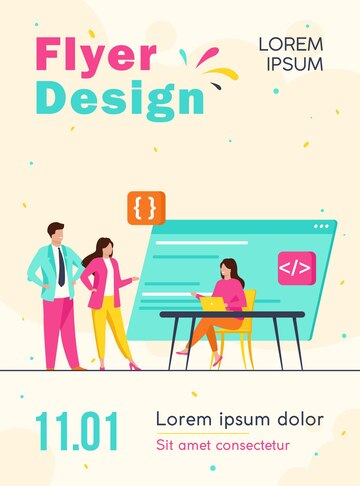 Flyer
Design
LOREM
IPSUM
{ }
</>
11.01
Lorem ipsum dolor
Sit amet consectetur